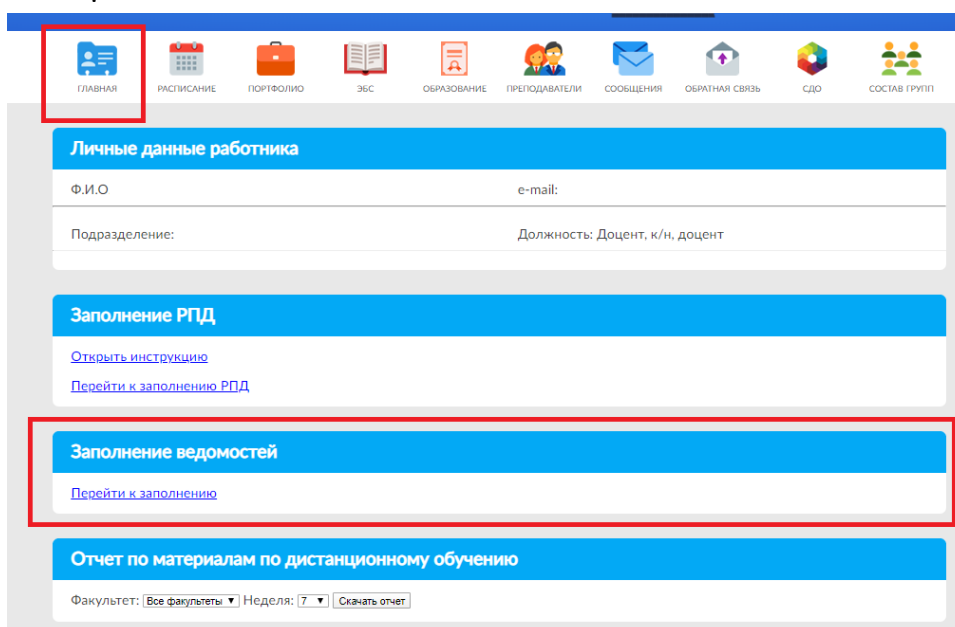 ГЛАВНАЯ РАСПИСАНИЕ ПОРТФОЛИО ЭБС ОБРАЗОВАНИЕ ПРЕПОДАВАТЕЛИ СООБЩЕНИЯ ОБРАТНАЯ СВЯЗЬ СДО СОСТАВ ГРУПП
Личные данные работника
Ф.И.О e-mail:
Подразделение: Должность: Доцент, к/н, доцент
Заполнение РПД
Открыть инструкцию
Перейти к заполнению РПД
Заполнение ведомостей
Перейти к заполнению
Отчет по материалам по дистанционному обучению
Факультет: Все факультеты Неделя: 7 Скачать отчет